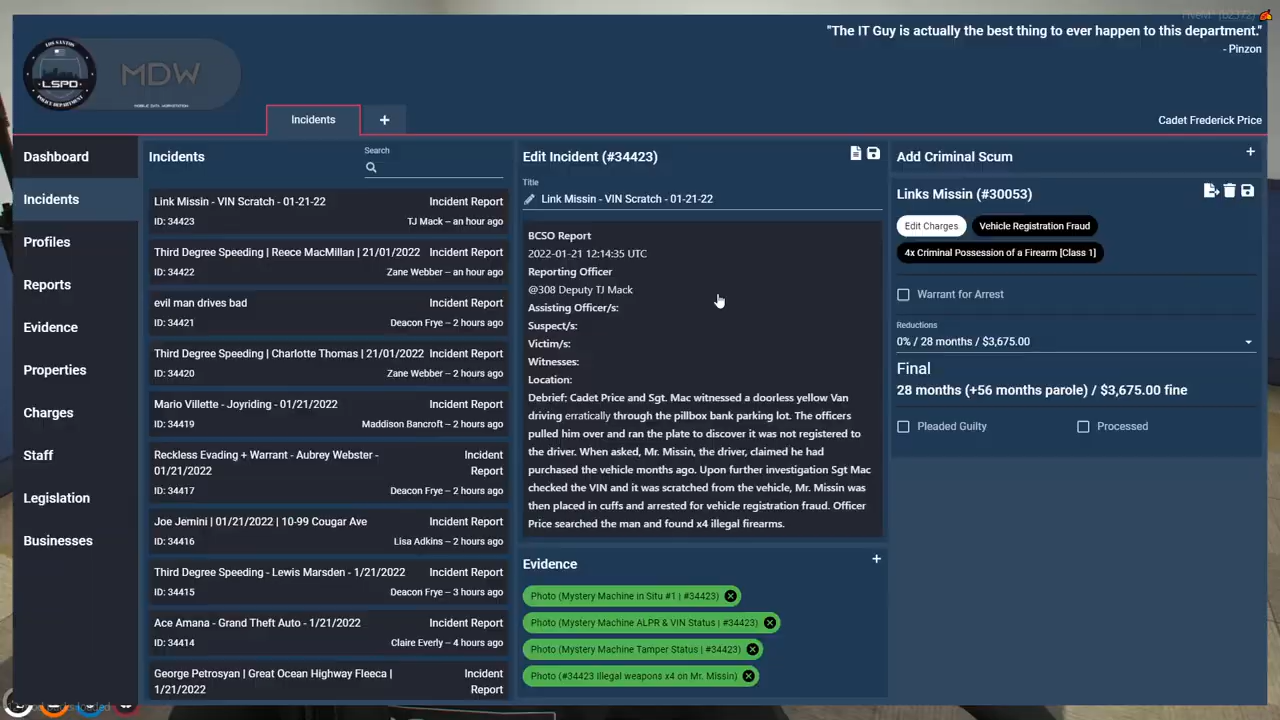 "The IT Guy is actually the best thing to ever happen to this department."
- Pinzon
LOS SANTOS
LSPD
POLICE DEPARTMENT
MDW
MOBILE DATA WORKSTATION
Incidents
+
Cadet Frederick Price
Dashboard
Incidents
Profiles
Reports
Evidence
Properties
Charges
Staff
Legislation
Businesses
Incidents
Search
Link Missin - VIN Scratch - 01-21-22 Incident Report
ID: 34423 TJ Mack – an hour ago
Third Degree Speeding | Reece MacMillan | 21/01/2022 Incident Report
ID: 34422 Zane Webber – an hour ago
evil man drives bad Incident Report
ID: 34421 Deacon Frye – 2 hours ago
Third Degree Speeding | Charlotte Thomas | 21/01/2022 Incident Report
ID: 34420 Zane Webber – 2 hours ago
Mario Villette - Joyriding - 01/21/2022 Incident Report
ID: 34419 Maddison Bancroft – 2 hours ago
Reckless Evading + Warrant - Aubrey Webster - Incident
01/21/2022 Report
ID: 34417 Deacon Frye – 2 hours ago
Joe Jemini | 01/21/2022 | 10-99 Cougar Ave Incident Report
ID: 34416 Lisa Adkins – 2 hours ago
Third Degree Speeding - Lewis Marsden - 1/21/2022 Incident Report
ID: 34415 Deacon Frye – 3 hours ago
Ace Amana - Grand Theft Auto - 1/21/2022 Incident Report
ID: 34414 Claire Everly – 4 hours ago
George Petrosyan | Great Ocean Highway Fleeca | Incident
1/21/2022 Report
Edit Incident (#34423)
Title
Link Missin - VIN Scratch - 01-21-22
BCSO Report
2022-01-21 12:14:35 UTC
Reporting Officer
@308 Deputy TJ Mack
Assisting Officer/s:
Suspect/s:
Victim/s:
Witnesses:
Location:
Debrief: Cadet Price and Sgt. Mac witnessed a doorless yellow Van
driving erratically through the pillbox bank parking lot. The officers
pulled him over and ran the plate to discover it was not registered to
the driver. When asked, Mr. Missin, the driver, claimed he had
purchased the vehicle months ago. Upon further investigation Sgt Mac
checked the VIN and it was scratched from the vehicle, Mr. Missin was
then placed in cuffs and arrested for vehicle registration fraud. Officer
Price searched the man and found x4 illegal firearms.
Evidence
+
Photo (Mystery Machine in Situ #1 | #34423)
Photo (Mystery Machine ALPR & VIN Status | #34423)
Photo (Mystery Machine Tamper Status | #34423)
Photo (#34423 Illegal weapons x4 on Mr. Missin)
Add Criminal Scum
+
Links Missin (#30053)
Edit Charges Vehicle Registration Fraud
4x Criminal Possession of a Firearm [Class 1]
Warrant for Arrest
Reductions
0% / 28 months / $3,675.00
Final
28 months (+56 months parole) / $3,675.00 fine
Pleaded Guilty Processed